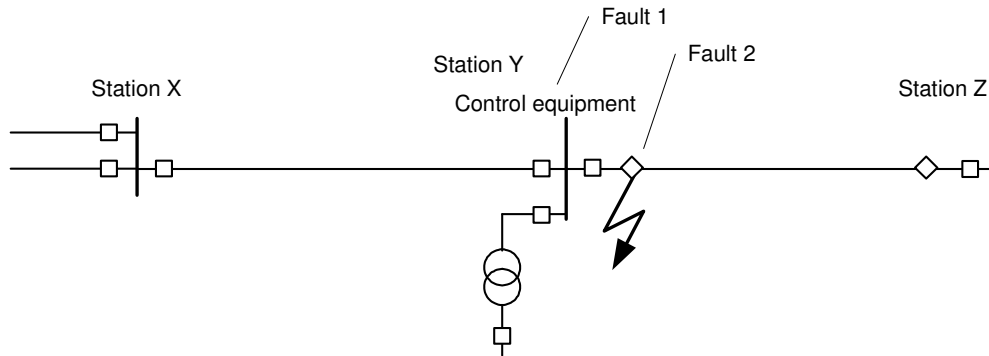 Fault 1
Fault 2
Station Y
Station X
Station Z
Control equipment